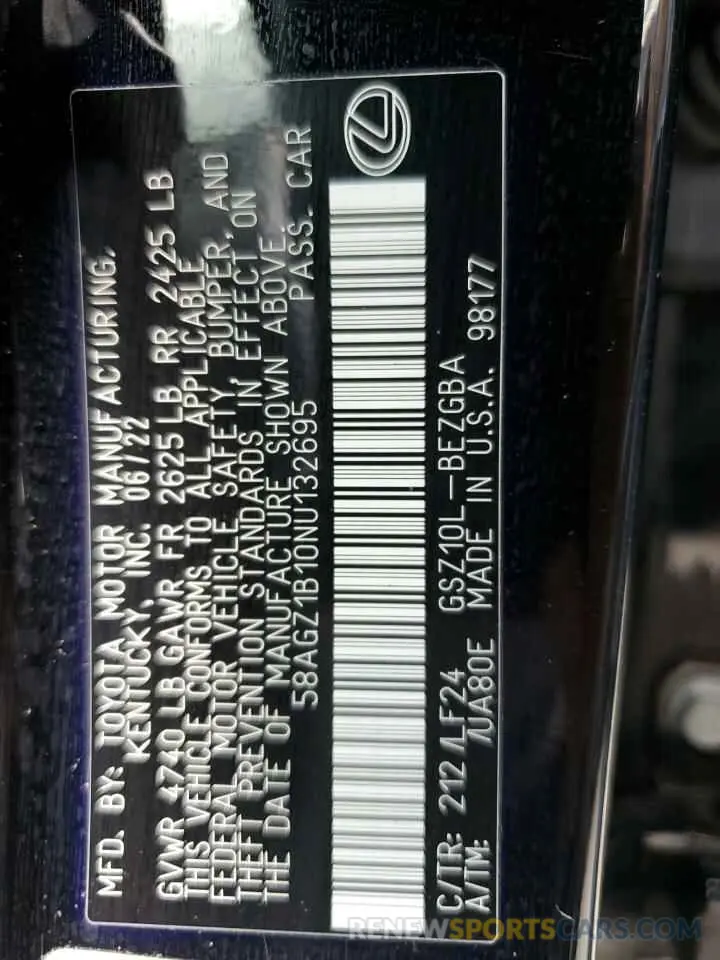 MFD. BY: TOYOTA MOTOR MANUFACTURING,
KENTUCKY, INC. 06/22
GVWR 4740 LB GAWR FR 2625 LB RR 2425 LB
THIS VEHICLE CONFORMS TO ALL APPLICABLE
FEDERAL MOTOR VEHICLE SAFETY, BUMPER, AND
THEFT PREVENTION STANDARDS IN EFFECT ON
THE DATE OF MANUFACTURE SHOWN ABOVE.
58AGZ1B10NU132695 PASS. CAR
C/TR: 212 /LF24 GSZ10L-BEZGBA
A/TM: /UA80E MADE IN U.S.A. 98177
RENEWSPORTSCARS.COM